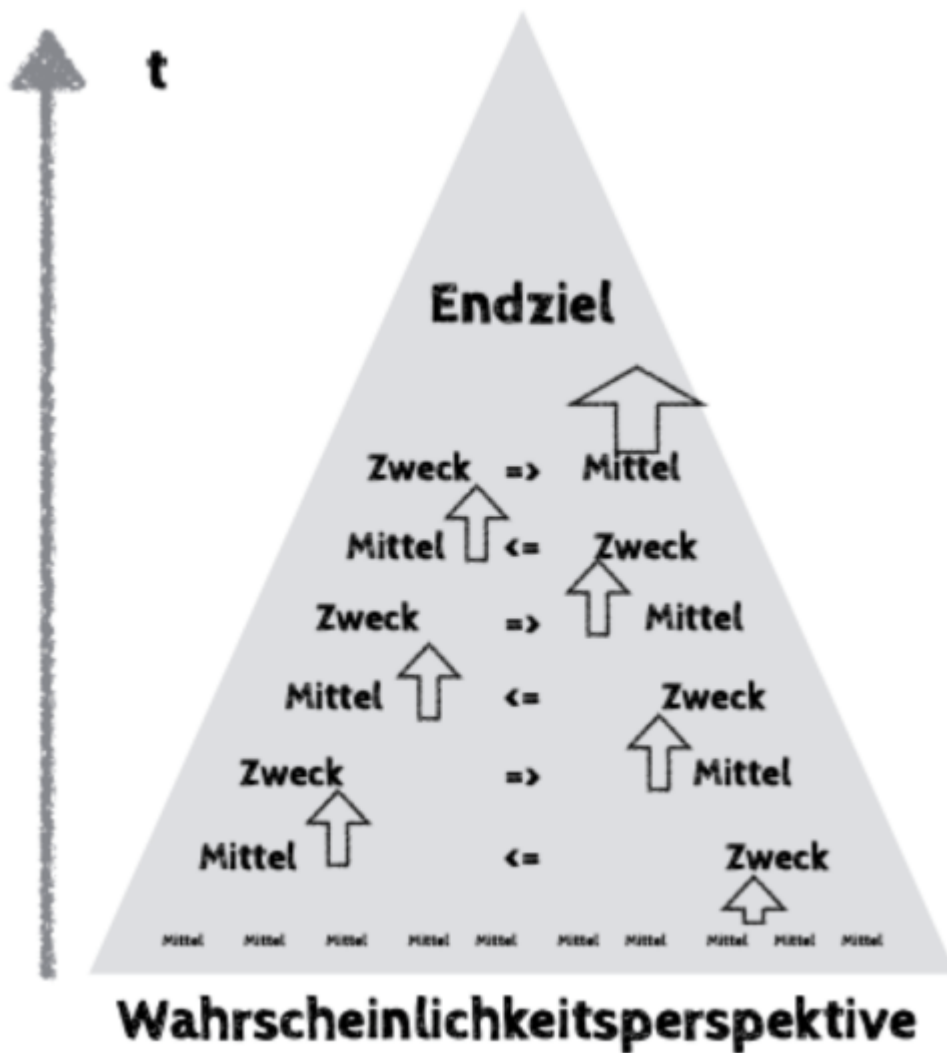 t
Endziel
Zweck => Mittel
Mittel <= Zweck
Zweck => Mittel
Mittel <= Zweck
Zweck => Mittel
Mittel <= Zweck
Mittel Mittel Mittel Mittel Mittel Mittel Mittel Mittel Mittel Mittel
Wahrscheinlichkeitsperspektive